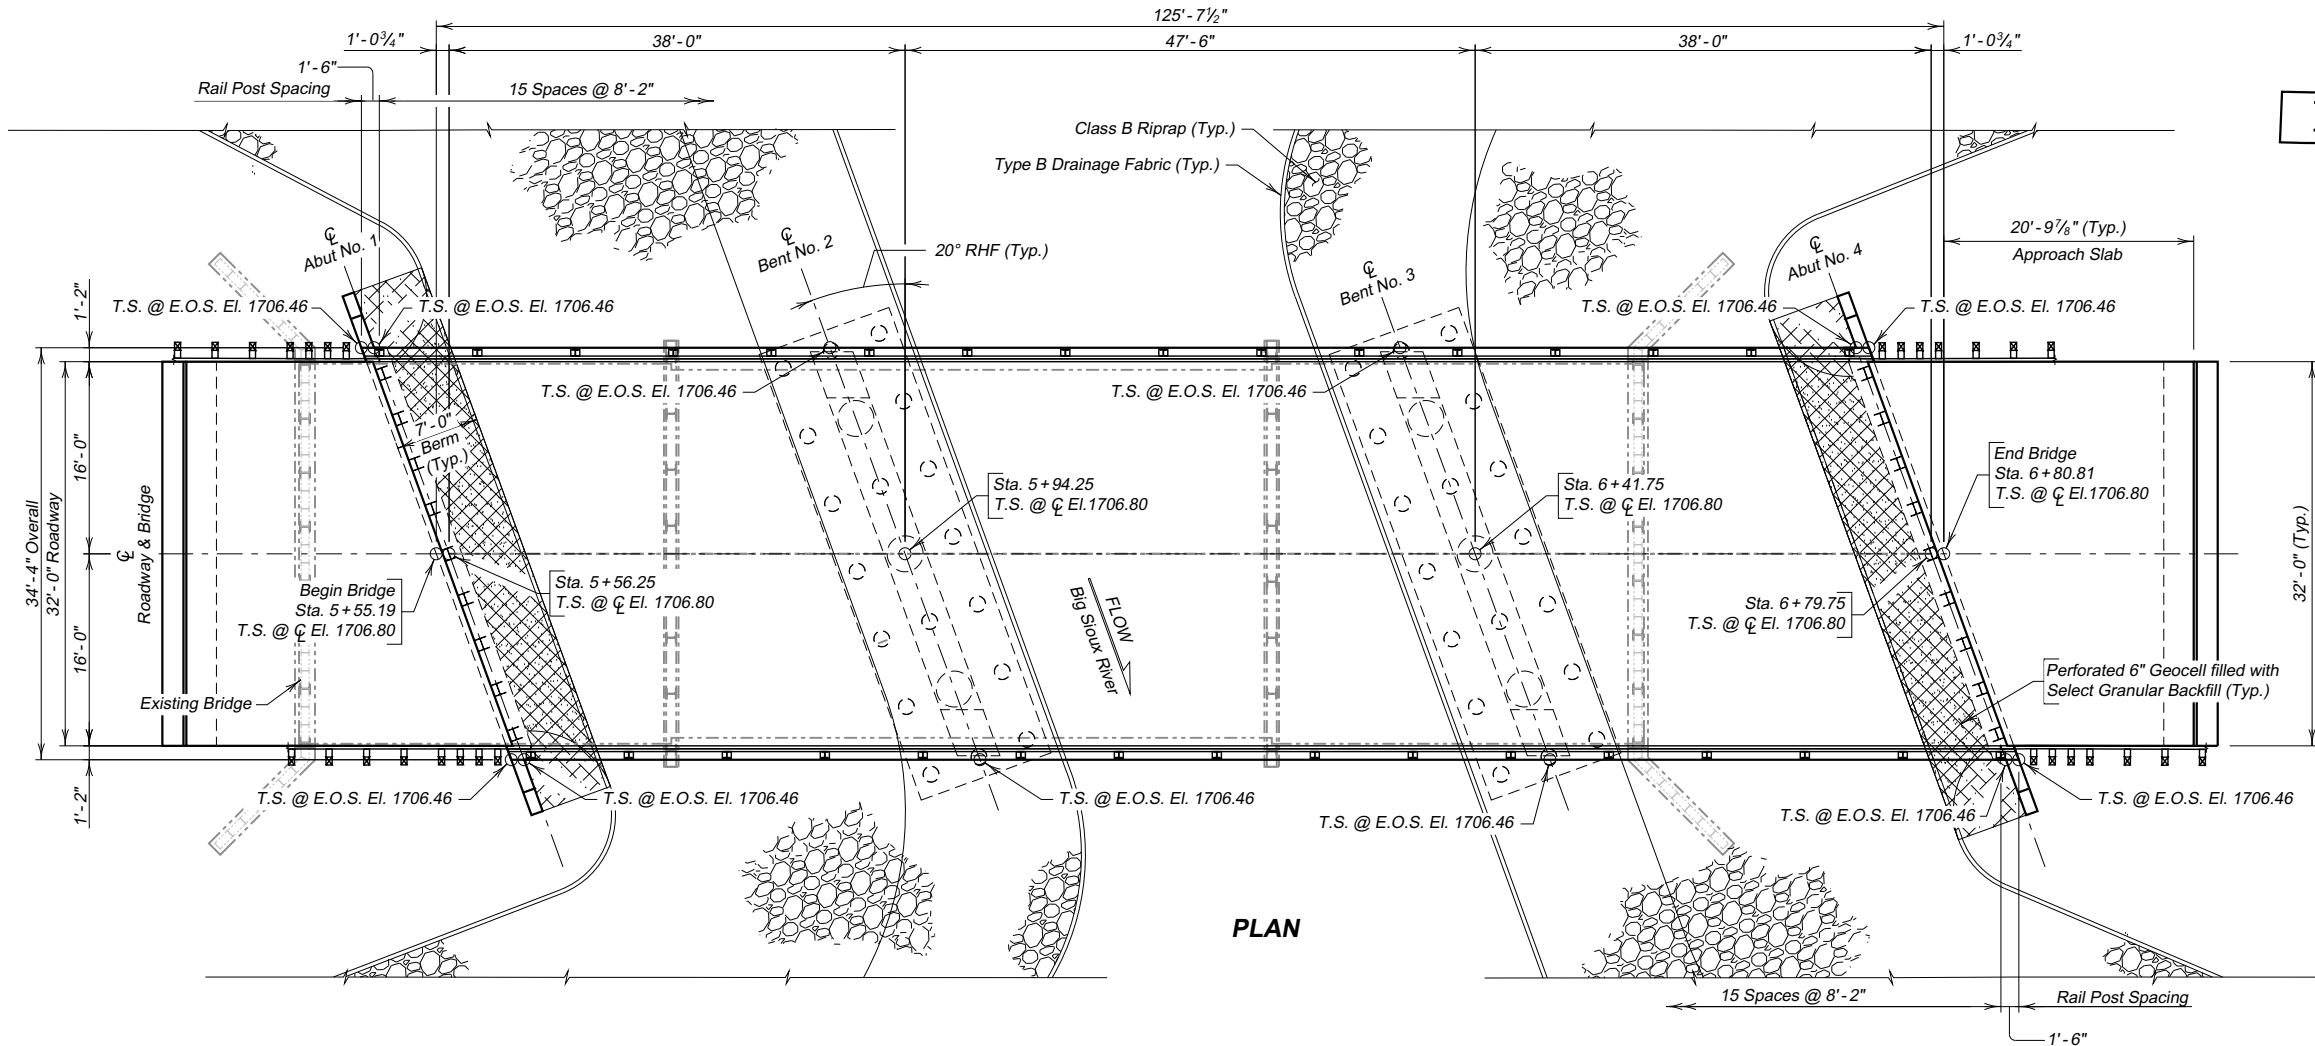 125'-7½"
1'-0¾"
38'-0"
47'-6"
38'-0"
1'-0¾"
1'-6"
Rail Post Spacing
15 Spaces @ 8'-2"
Class B Riprap (Typ.)
Type B Drainage Fabric (Typ.)
℄
Abut No. 1
℄
Bent No. 2
20° RHF (Typ.)
℄
Bent No. 3
℄
Abut No. 4
20'-9⅞" (Typ.)
Approach Slab
1'-2"
T.S. @ E.O.S. El. 1706.46
T.S. @ E.O.S. El. 1706.46
T.S. @ E.O.S. El. 1706.46
T.S. @ E.O.S. El. 1706.46
T.S. @ E.O.S. El. 1706.46
T.S. @ E.O.S. El. 1706.46
7'-0"
Berm
(Typ.)
34'-4" Overall
32'-0" Roadway
16'-0"
16'-0"
℄
Roadway & Bridge
Sta. 5+94.25
T.S. @ ℄ El.1706.80
Sta. 6+41.75
T.S. @ ℄ El.1706.80
End Bridge
Sta. 6+80.81
T.S. @ ℄ El.1706.80
32'-0" (Typ.)
Begin Bridge
Sta. 5+55.19
T.S. @ ℄ El. 1706.80
Sta. 5+56.25
T.S. @ ℄ El. 1706.80
FLOW
Big Sioux River
Sta. 6+79.75
T.S. @ ℄ El. 1706.80
Perforated 6" Geocell filled with
Select Granular Backfill (Typ.)
Existing Bridge
1'-2"
T.S. @ E.O.S. El. 1706.46
T.S. @ E.O.S. El. 1706.46
T.S. @ E.O.S. El. 1706.46
T.S. @ E.O.S. El. 1706.46
T.S. @ E.O.S. El. 1706.46
T.S. @ E.O.S. El. 1706.46
PLAN
15 Spaces @ 8'-2"
Rail Post Spacing
1'-6"